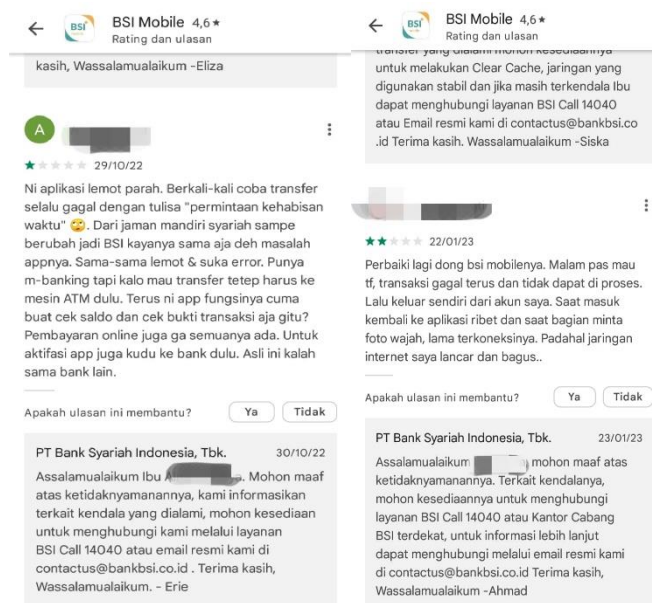 BSI Mobile 4,6★
Rating dan ulasan
kasih, Wassalamualaikum -Eliza
A
29/10/22
Ni aplikasi lemot parah. Berkali-kali coba transfer
selalu gagal dengan tulisa "permintaan kehabisan
waktu" 🙄. Dari jaman mandiri syariah sampe
berubah jadi BSI kayanya sama aja deh masalah
appnya. Sama-sama lemot & suka error. Punya
m-banking tapi kalo mau transfer tetep harus ke
mesin ATM dulu. Terus ni app fungsinya cuma
buat cek saldo dan cek bukti transaksi aja gitu?
Pembayaran online juga ga semuanya ada. Untuk
aktifasi app juga kudu ke bank dulu. Asli ini kalah
sama bank lain.
Apakah ulasan ini membantu? Ya Tidak
PT Bank Syariah Indonesia, Tbk. 30/10/22
Assalamualaikum Ibu A . Mohon maaf
atas ketidaknyamanannya, kami informasikan
terkait kendala yang dialami, mohon kesediaan
untuk menghubungi kami melalui layanan
BSI Call 14040 atau email resmi kami di
contactus@bankbsi.co.id . Terima kasih,
Wassalamualaikum. - Erie
BSI Mobile 4,6★
Rating dan ulasan
transfer yang dialami mohon kesediaannya
untuk melakukan Clear Cache, jaringan yang
digunakan stabil dan jika masih terkendala Ibu
dapat menghubungi layanan BSI Call 14040
atau Email resmi kami di contactus@bankbsi.co
.id Terima kasih. Wassalamualaikum -Siska
22/01/23
Perbaiki lagi dong bsi mobilenya. Malam pas mau
tf, transaksi gagal terus dan tidak dapat di proses.
Lalu keluar sendiri dari akun saya. Saat masuk
kembali ke aplikasi ribet dan saat bagian minta
foto wajah, lama terkoneksinya. Padahal jaringan
internet saya lancar dan bagus..
Apakah ulasan ini membantu? Ya Tidak
PT Bank Syariah Indonesia, Tbk. 23/01/23
Assalamualaikum mohon maaf atas
ketidaknyamanannya. Terkait kendalanya,
mohon kesediaannya untuk menghubungi
layanan BSI Call 14040 atau Kantor Cabang
BSI terdekat, untuk informasi lebih lanjut
dapat menghubungi melalui email resmi kami
di contactus@bankbsi.co.id Terima kasih,
Wassalamualaikum -Ahmad